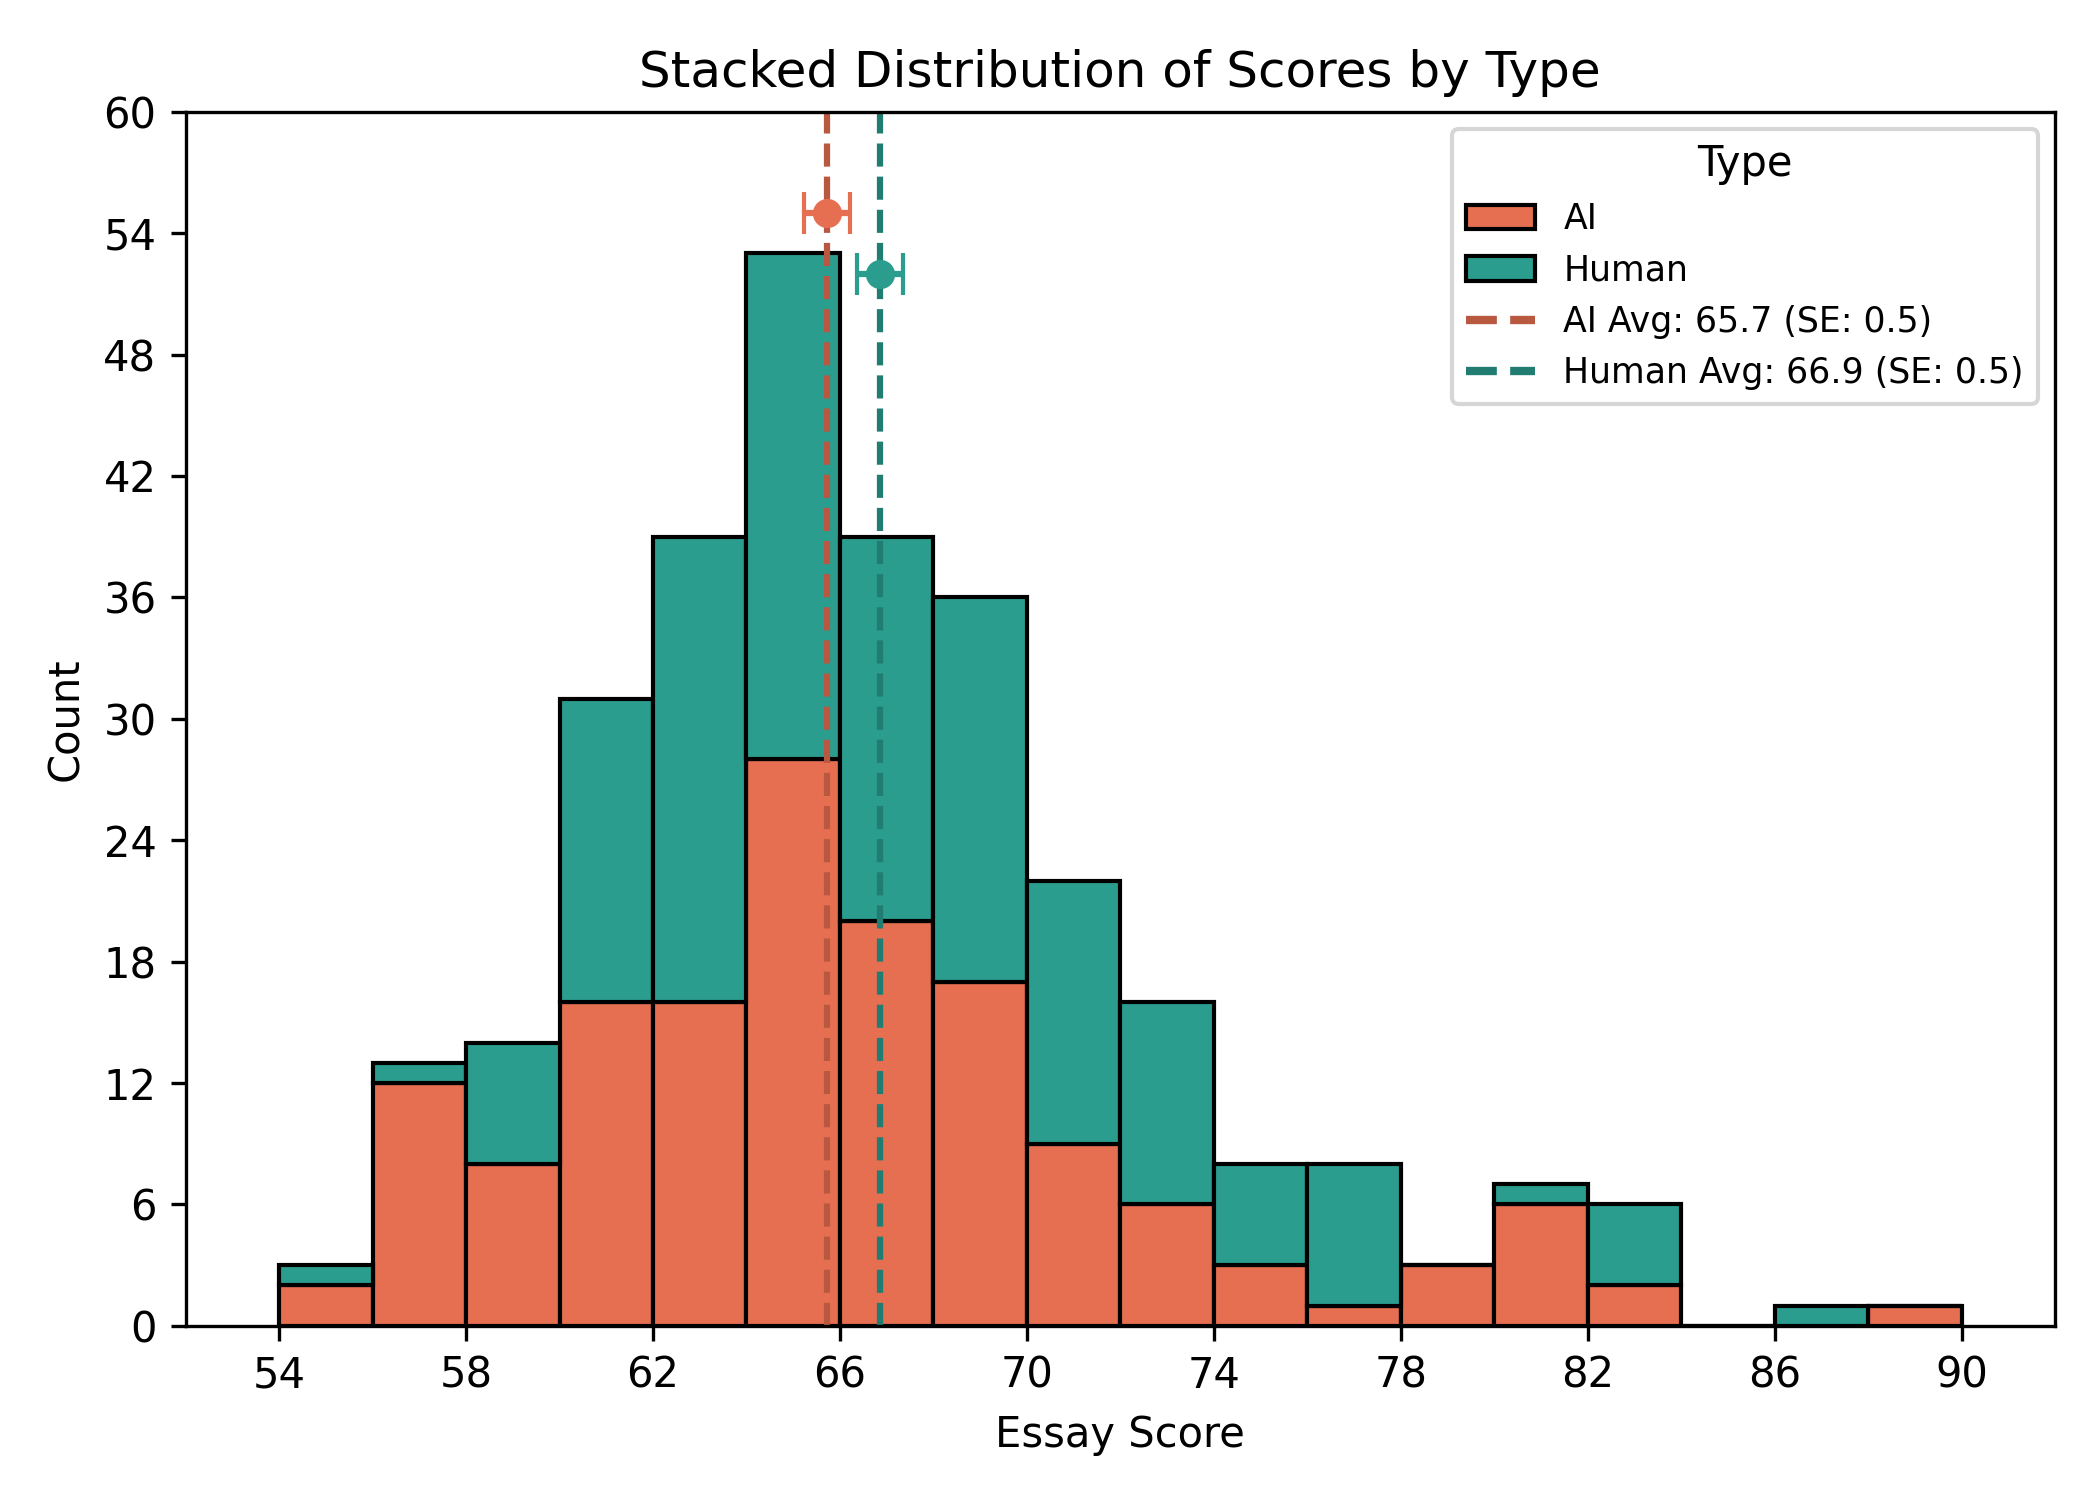 Stacked Distribution of Scores by Type
60
54
48
42
36
30
24
18
12
6
0
Count
Type
AI
Human
AI Avg: 65.7 (SE: 0.5)
Human Avg: 66.9 (SE: 0.5)
54 58 62 66 70 74 78 82 86 90
Essay Score